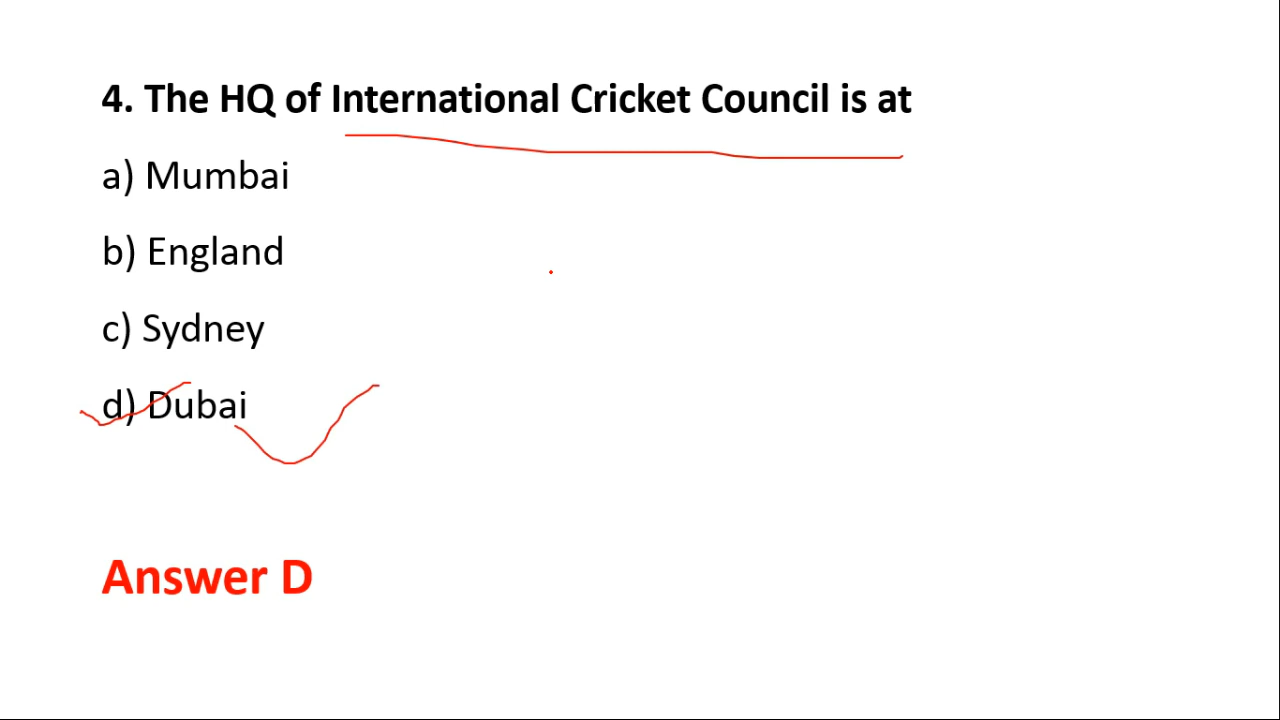 4. The HQ of International Cricket Council is at
a) Mumbai
b) England
c) Sydney
d) Dubai
Answer D